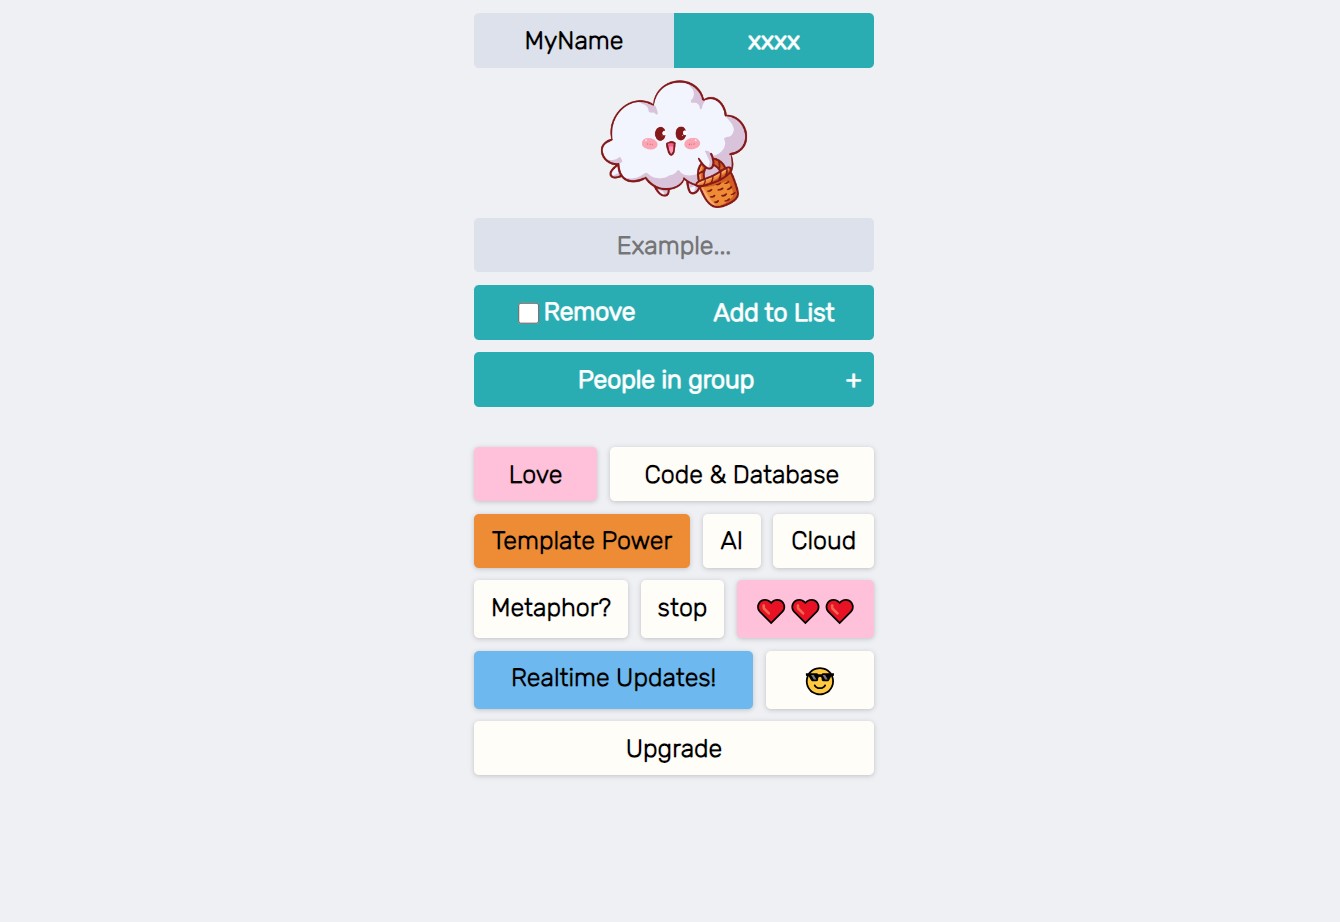 MyName xxxx
Example...
Remove Add to List
People in group +
Love Code & Database
Template Power AI Cloud
Metaphor? stop ❤❤❤
Realtime Updates! 😎
Upgrade